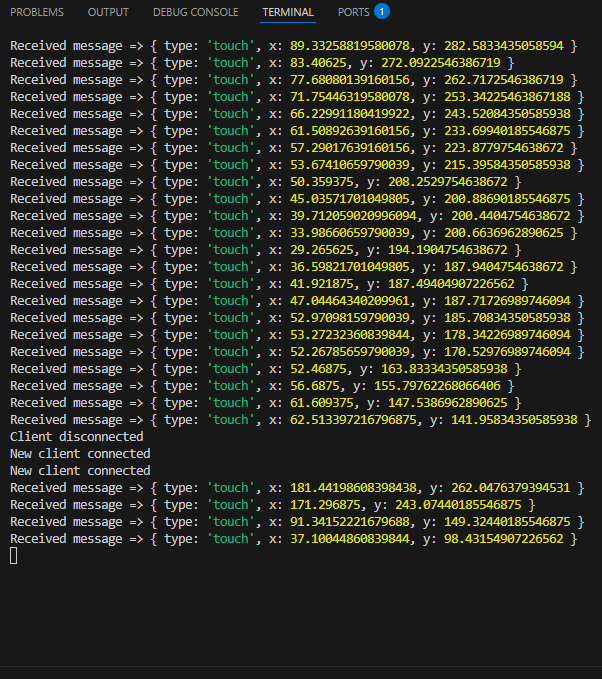 PROBLEMS OUTPUT DEBUG CONSOLE TERMINAL PORTS 1
Received message => { type: 'touch', x: 89.33258819580078, y: 282.5833435058594 }
Received message => { type: 'touch', x: 83.40625, y: 272.0922546386719 }
Received message => { type: 'touch', x: 77.68080139160156, y: 262.7172546386719 }
Received message => { type: 'touch', x: 71.75446319580078, y: 253.34225463867188 }
Received message => { type: 'touch', x: 66.22991180419922, y: 243.52084350585938 }
Received message => { type: 'touch', x: 61.50892639160156, y: 233.69940185546875 }
Received message => { type: 'touch', x: 57.29017639160156, y: 223.8779754638672 }
Received message => { type: 'touch', x: 53.67410659790039, y: 215.39584350585938 }
Received message => { type: 'touch', x: 50.359375, y: 208.2529754638672 }
Received message => { type: 'touch', x: 45.03571701049805, y: 200.88690185546875 }
Received message => { type: 'touch', x: 39.712059020996094, y: 200.4404754638672 }
Received message => { type: 'touch', x: 33.98660659790039, y: 200.6636962890625 }
Received message => { type: 'touch', x: 29.265625, y: 194.1904754638672 }
Received message => { type: 'touch', x: 36.59821701049805, y: 187.9404754638672 }
Received message => { type: 'touch', x: 41.921875, y: 187.49404907226562 }
Received message => { type: 'touch', x: 47.04464340209961, y: 187.71726989746094 }
Received message => { type: 'touch', x: 52.97098159790039, y: 185.70834350585938 }
Received message => { type: 'touch', x: 53.27232360839844, y: 178.34226989746094 }
Received message => { type: 'touch', x: 52.26785659790039, y: 170.52976989746094 }
Received message => { type: 'touch', x: 52.46875, y: 163.83334350585938 }
Received message => { type: 'touch', x: 56.6875, y: 155.79762268066406 }
Received message => { type: 'touch', x: 61.609375, y: 147.5386962890625 }
Received message => { type: 'touch', x: 62.513397216796875, y: 141.95834350585938 }
Client disconnected
New client connected
New client connected
Received message => { type: 'touch', x: 181.44198608398438, y: 262.0476379394531 }
Received message => { type: 'touch', x: 171.296875, y: 243.07440185546875 }
Received message => { type: 'touch', x: 91.34152221679688, y: 149.32440185546875 }
Received message => { type: 'touch', x: 37.10044860839844, y: 98.43154907226562 }